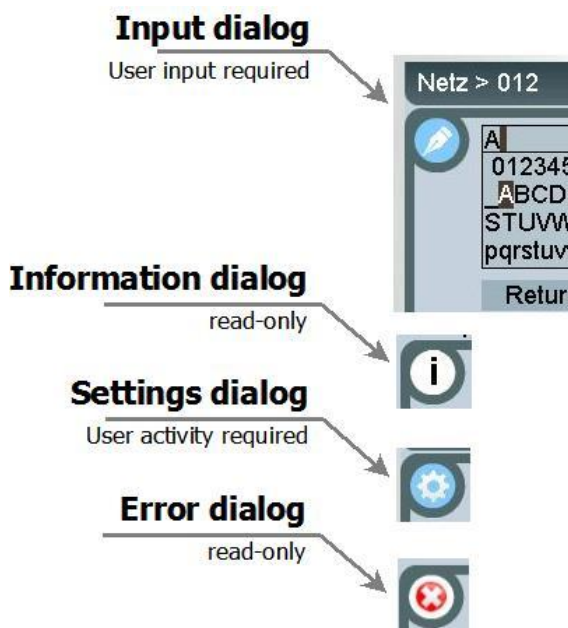 Input dialog
User input required
Netz > 012
A
012345
_ABCD
STUVW
pqrstuv
Retur
Information dialog
read-only
i
Settings dialog
User activity required
Error dialog
read-only